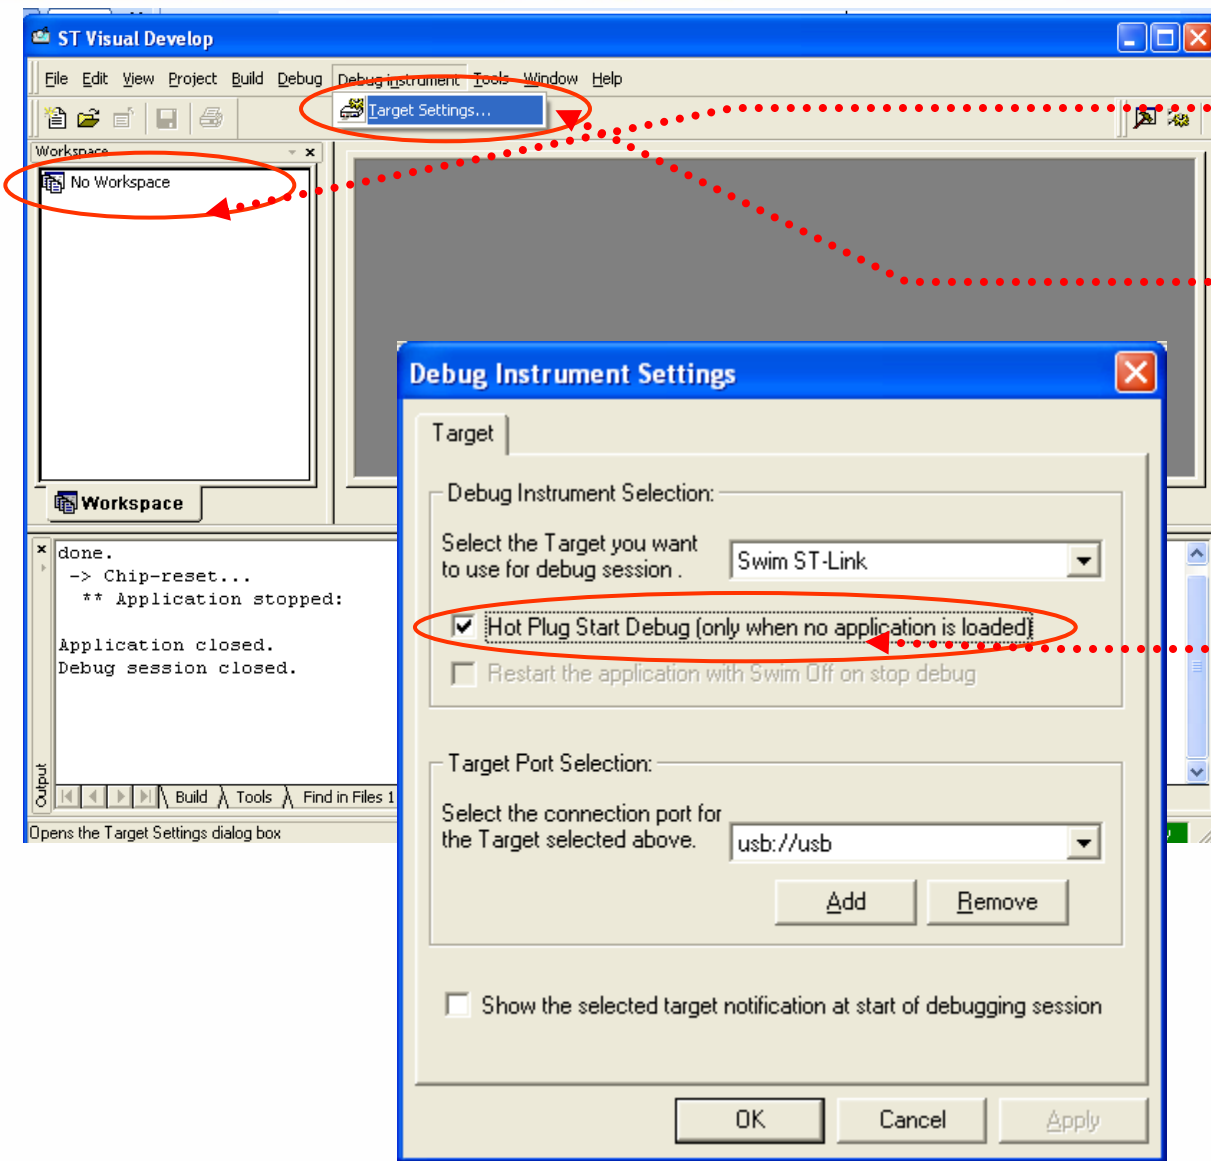 ST Visual Develop
File Edit View Project Build Debug Debug instrument Tools Window Help
Target Settings...
Workspace
No Workspace
Workspace
done.
-> Chip-reset...
** Application stopped:
Application closed.
Debug session closed.
Output
Build Tools Find in Files 1
Opens the Target Settings dialog box
Debug Instrument Settings
Target
Debug Instrument Selection:
Select the Target you want
to use for debug session .
Swim ST-Link
Hot Plug Start Debug (only when no application is loaded)
Restart the application with Swim Off on stop debug
Target Port Selection:
Select the connection port for
the Target selected above.
usb://usb
Add Remove
Show the selected target notification at start of debugging session
OK Cancel Apply